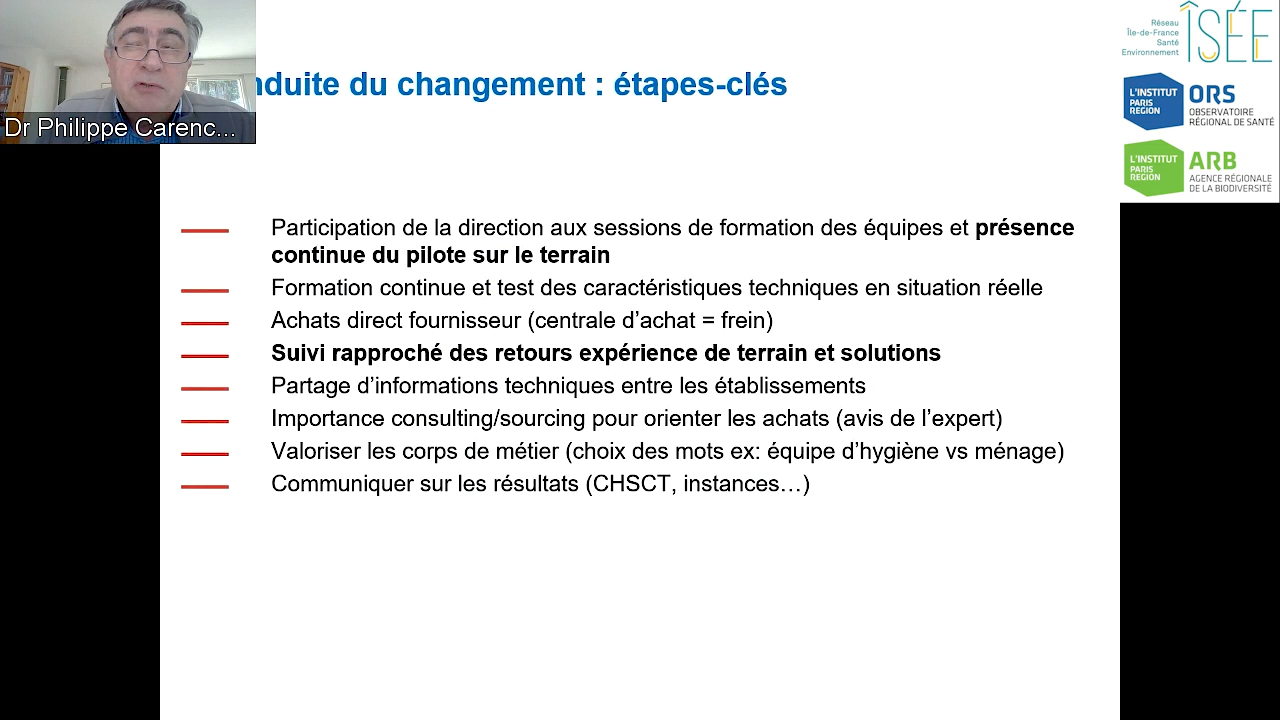 nduite du changement : étapes-clés
Dr Philippe Carenc...
Réseau
Île-de-France
Santé
Environnement
ÎSÉE
L'INSTITUT
PARIS
REGION
ORS
OBSERVATOIRE
RÉGIONAL DE SANTÉ
L'INSTITUT
PARIS
REGION
ARB
AGENCE RÉGIONALE
DE LA BIODIVERSITÉ
Participation de la direction aux sessions de formation des équipes et présence
continue du pilote sur le terrain
Formation continue et test des caractéristiques techniques en situation réelle
Achats direct fournisseur (centrale d’achat = frein)
Suivi rapproché des retours expérience de terrain et solutions
Partage d’informations techniques entre les établissements
Importance consulting/sourcing pour orienter les achats (avis de l’expert)
Valoriser les corps de métier (choix des mots ex: équipe d’hygiène vs ménage)
Communiquer sur les résultats (CHSCT, instances…)